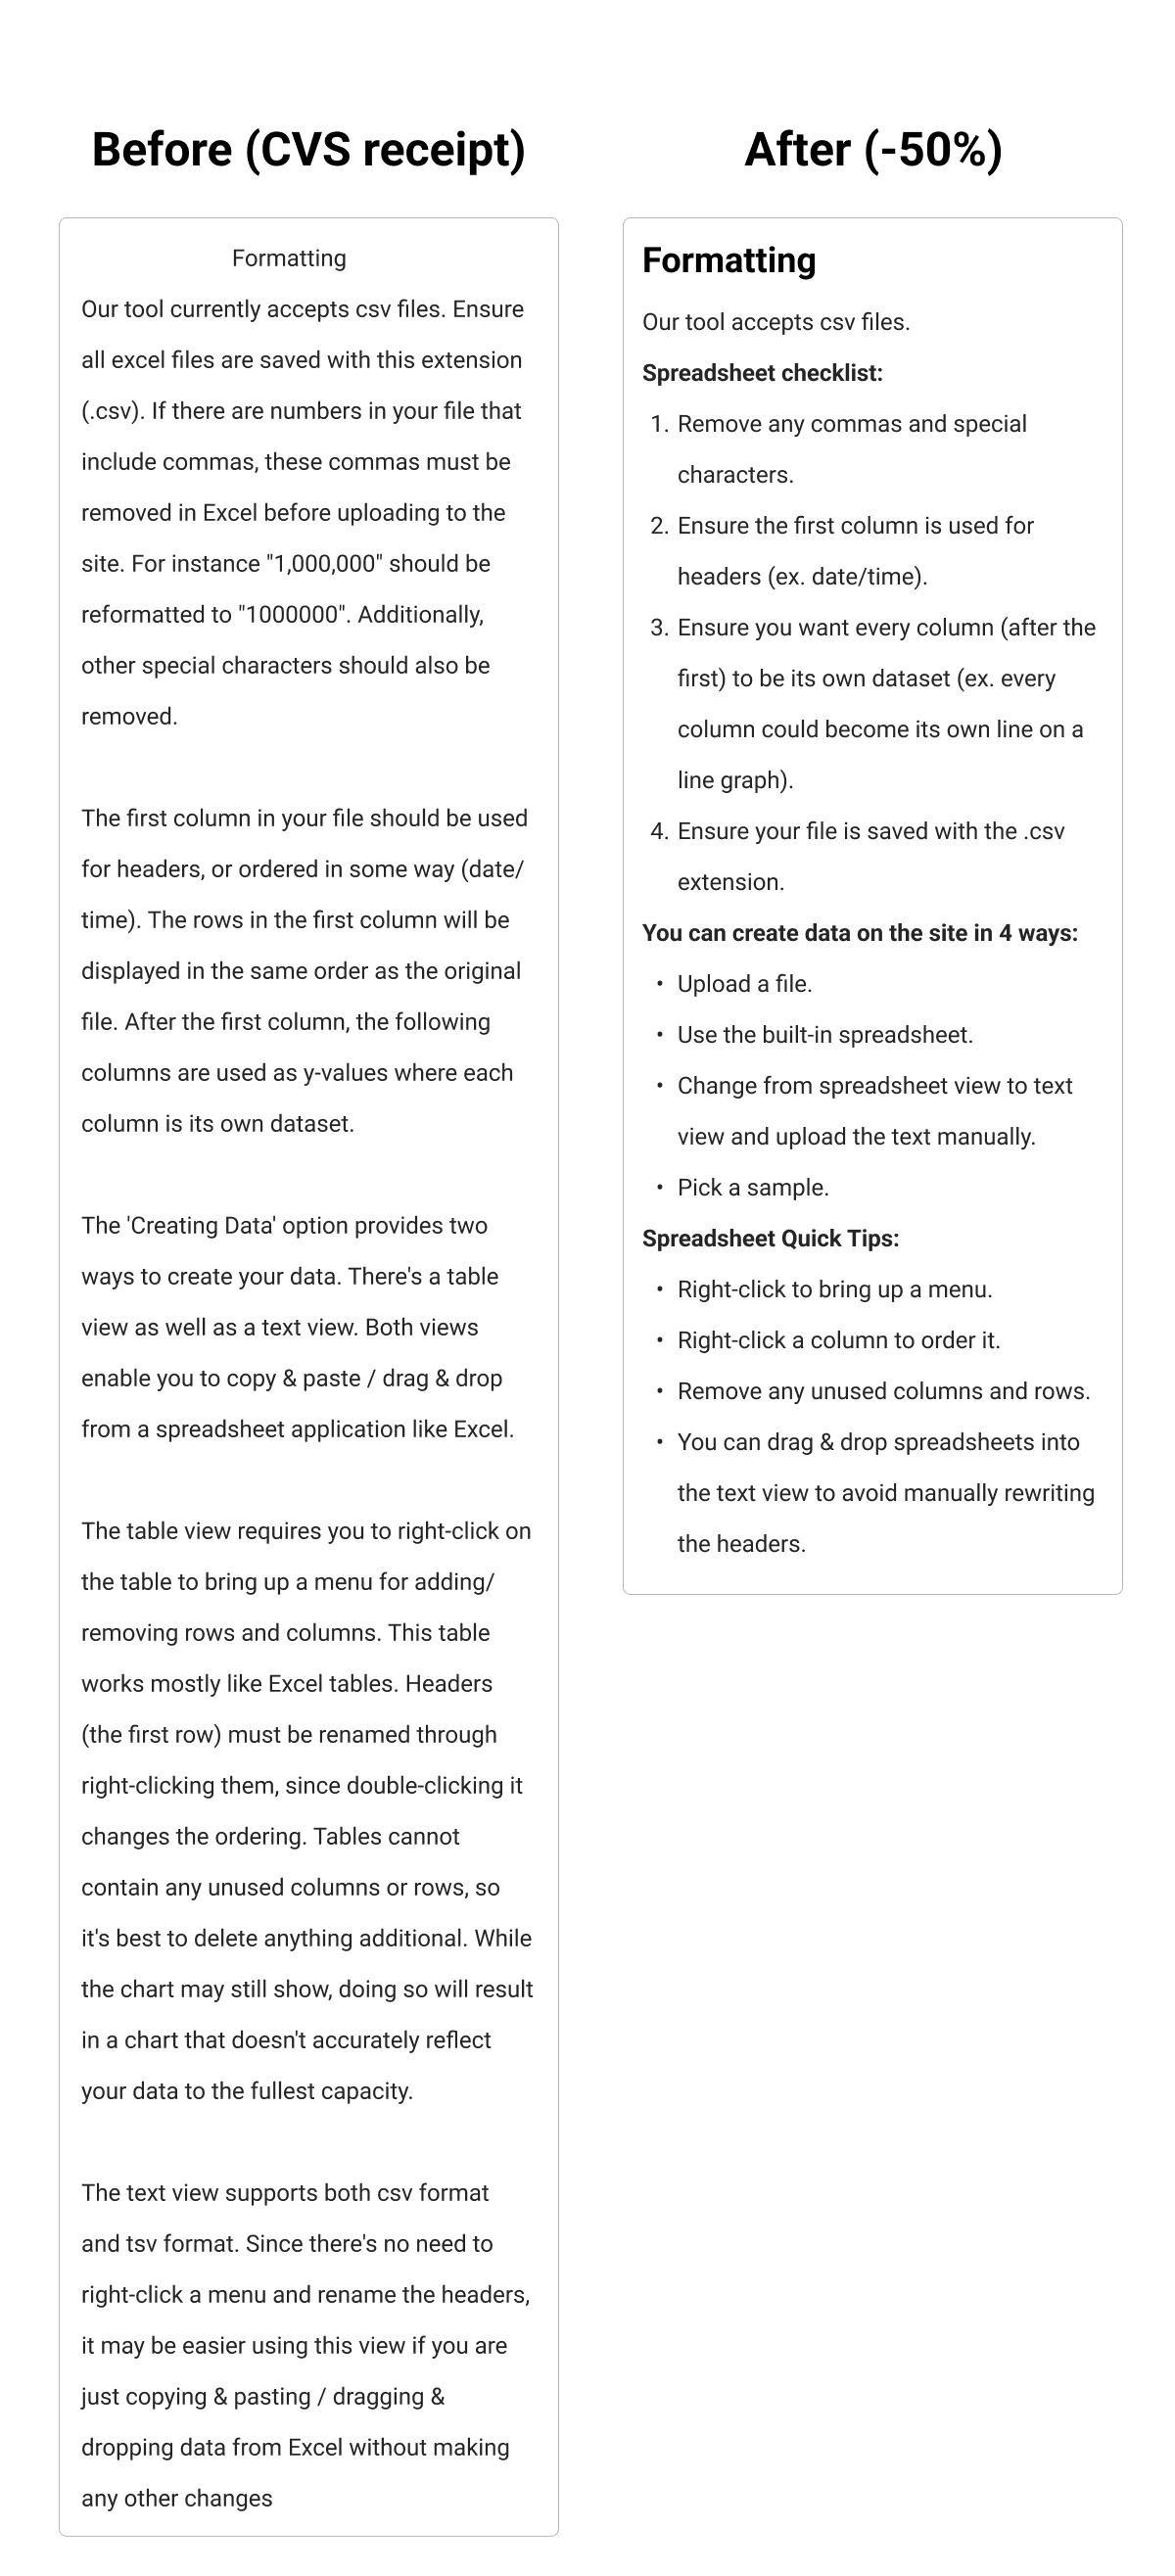 Before (CVS receipt)
Formatting
Our tool currently accepts csv files. Ensure
all excel files are saved with this extension
(.csv). If there are numbers in your file that
include commas, these commas must be
removed in Excel before uploading to the
site. For instance "1,000,000" should be
reformatted to "1000000". Additionally,
other special characters should also be
removed.
The first column in your file should be used
for headers, or ordered in some way (date/
time). The rows in the first column will be
displayed in the same order as the original
file. After the first column, the following
columns are used as y-values where each
column is its own dataset.
The 'Creating Data' option provides two
ways to create your data. There's a table
view as well as a text view. Both views
enable you to copy & paste / drag & drop
from a spreadsheet application like Excel.
The table view requires you to right-click on
the table to bring up a menu for adding/
removing rows and columns. This table
works mostly like Excel tables. Headers
(the first row) must be renamed through
right-clicking them, since double-clicking it
changes the ordering. Tables cannot
contain any unused columns or rows, so
it's best to delete anything additional. While
the chart may still show, doing so will result
in a chart that doesn't accurately reflect
your data to the fullest capacity.
The text view supports both csv format
and tsv format. Since there's no need to
right-click a menu and rename the headers,
it may be easier using this view if you are
just copying & pasting / dragging &
dropping data from Excel without making
any other changes
After (-50%)
Formatting
Our tool accepts csv files.
Spreadsheet checklist:
1. Remove any commas and special
characters.
2. Ensure the first column is used for
headers (ex. date/time).
3. Ensure you want every column (after the
first) to be its own dataset (ex. every
column could become its own line on a
line graph).
4. Ensure your file is saved with the .csv
extension.
You can create data on the site in 4 ways:
• Upload a file.
• Use the built-in spreadsheet.
• Change from spreadsheet view to text
view and upload the text manually.
• Pick a sample.
Spreadsheet Quick Tips:
• Right-click to bring up a menu.
• Right-click a column to order it.
• Remove any unused columns and rows.
• You can drag & drop spreadsheets into
the text view to avoid manually rewriting
the headers.